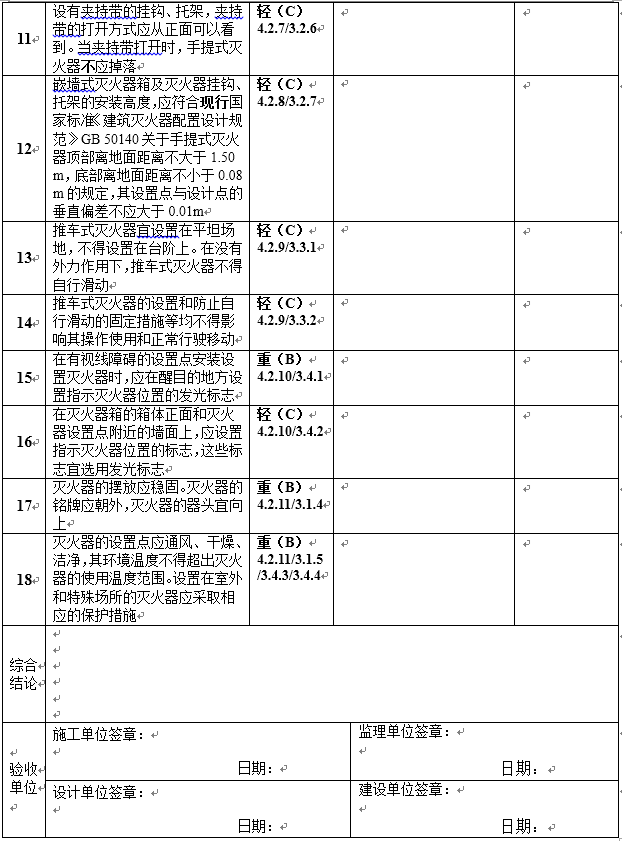 11
设有夹持带的挂钩、托架，夹持
带的打开方式应从正面可以看
到。当夹持带打开时，手提式灭
火器不应掉落
轻（C）
4.2.7/3.2.6
12
嵌墙式灭火器箱及灭火器挂钩、
托架的安装高度，应符合现行国
家标准《建筑灭火器配置设计规
范》GB 50140 关于手提式灭火
器顶部离地面距离不大于 1.50
m，底部离地面距离不小于 0.08
m 的规定，其设置点与设计点的
垂直偏差不应大于 0.01m
轻（C）
4.2.8/3.2.7
13
推车式灭火器宜设置在平坦场
地，不得设置在台阶上。在没有
外力作用下，推车式灭火器不得
自行滑动
轻（C）
4.2.9/3.3.1
14
推车式灭火器的设置和防止自
行滑动的固定措施等均不得影
响其操作使用和正常行驶移动
轻（C）
4.2.9/3.3.2
15
在有视线障碍的设置点安装设
置灭火器时，应在醒目的地方设
置指示灭火器位置的发光标志
重（B）
4.2.10/3.4.1
16
在灭火器箱的箱体正面和灭火
器设置点附近的墙面上，应设置
指示灭火器位置的标志，这些标
志宜选用发光标志
轻（C）
4.2.10/3.4.2
17
灭火器的摆放应稳固。灭火器的
铭牌应朝外，灭火器的器头宜向
上
重（B）
4.2.11/3.1.4
18
灭火器的设置点应通风、干燥、
洁净，其环境温度不得超出灭火
器的使用温度范围。设置在室外
和特殊场所的灭火器应采取相
应的保护措施
重（B）
4.2.11/3.1.5
/3.4.3/3.4.4
综合
结论
验收
单位
施工单位签章：
日期：
监理单位签章：
日期：
设计单位签章：
日期：
建设单位签章：
日期：